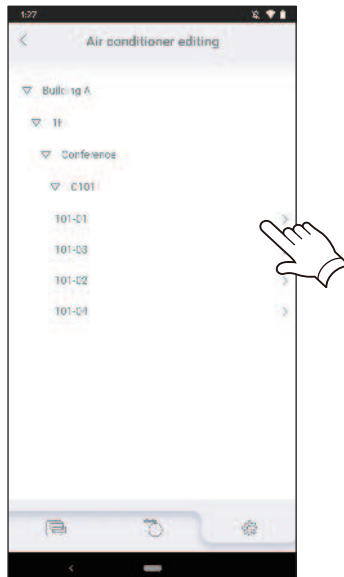 1:27
Air conditioner editing
Building A
1F
Conference
C101
101-01
101-03
101-02
101-04